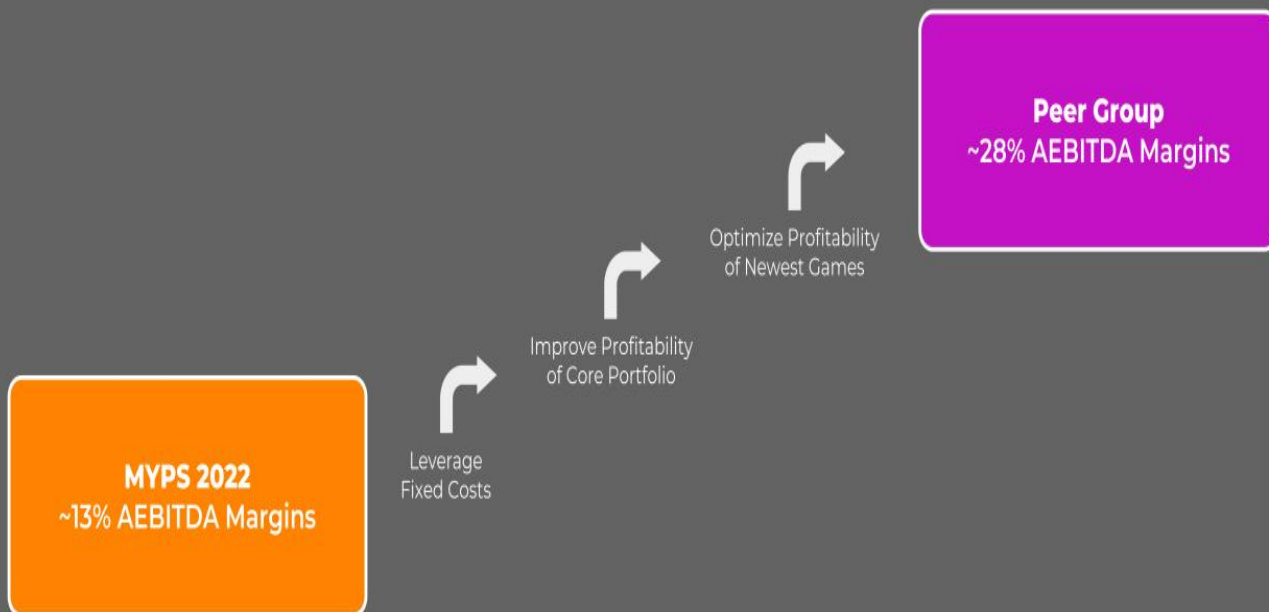 Peer Group
~28% AEBITDA Margins
Optimize Profitability
of Newest Games
Improve Profitability
of Core Portfolio
Leverage
Fixed Costs
MYPS 2022
~13% AEBITDA Margins